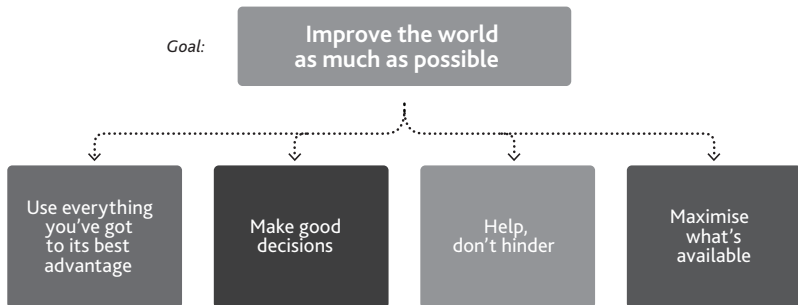 Goal:
Improve the world
as much as possible
Use everything
you've got
to its best
advantage
Make good
decisions
Help,
don't hinder
Maximise
what's
available